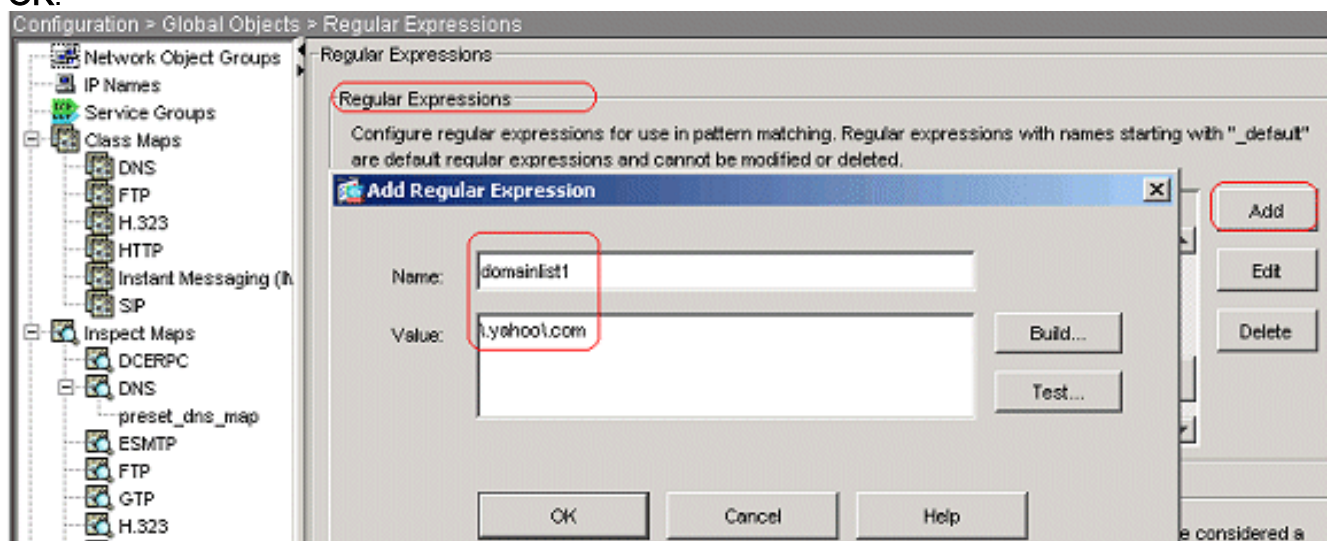 OK.
Configuration > Global Objects > Regular Expressions
Network Object Groups
IP Names
Service Groups
Class Maps
DNS
FTP
H.323
HTTP
Instant Messaging (IM
SIP
Inspect Maps
DCERPC
DNS
preset_dns_map
ESMTP
FTP
GTP
H.323
Regular Expressions
Regular Expressions
Configure regular expressions for use in pattern matching. Regular expressions with names starting with "_default"
are default regular expressions and cannot be modified or deleted.
Add Regular Expression
Name:
domainlist1
Value:
\.yahoo\.com
Build...
Test...
OK
Cancel
Help
Add
Edit
Delete
e considered a